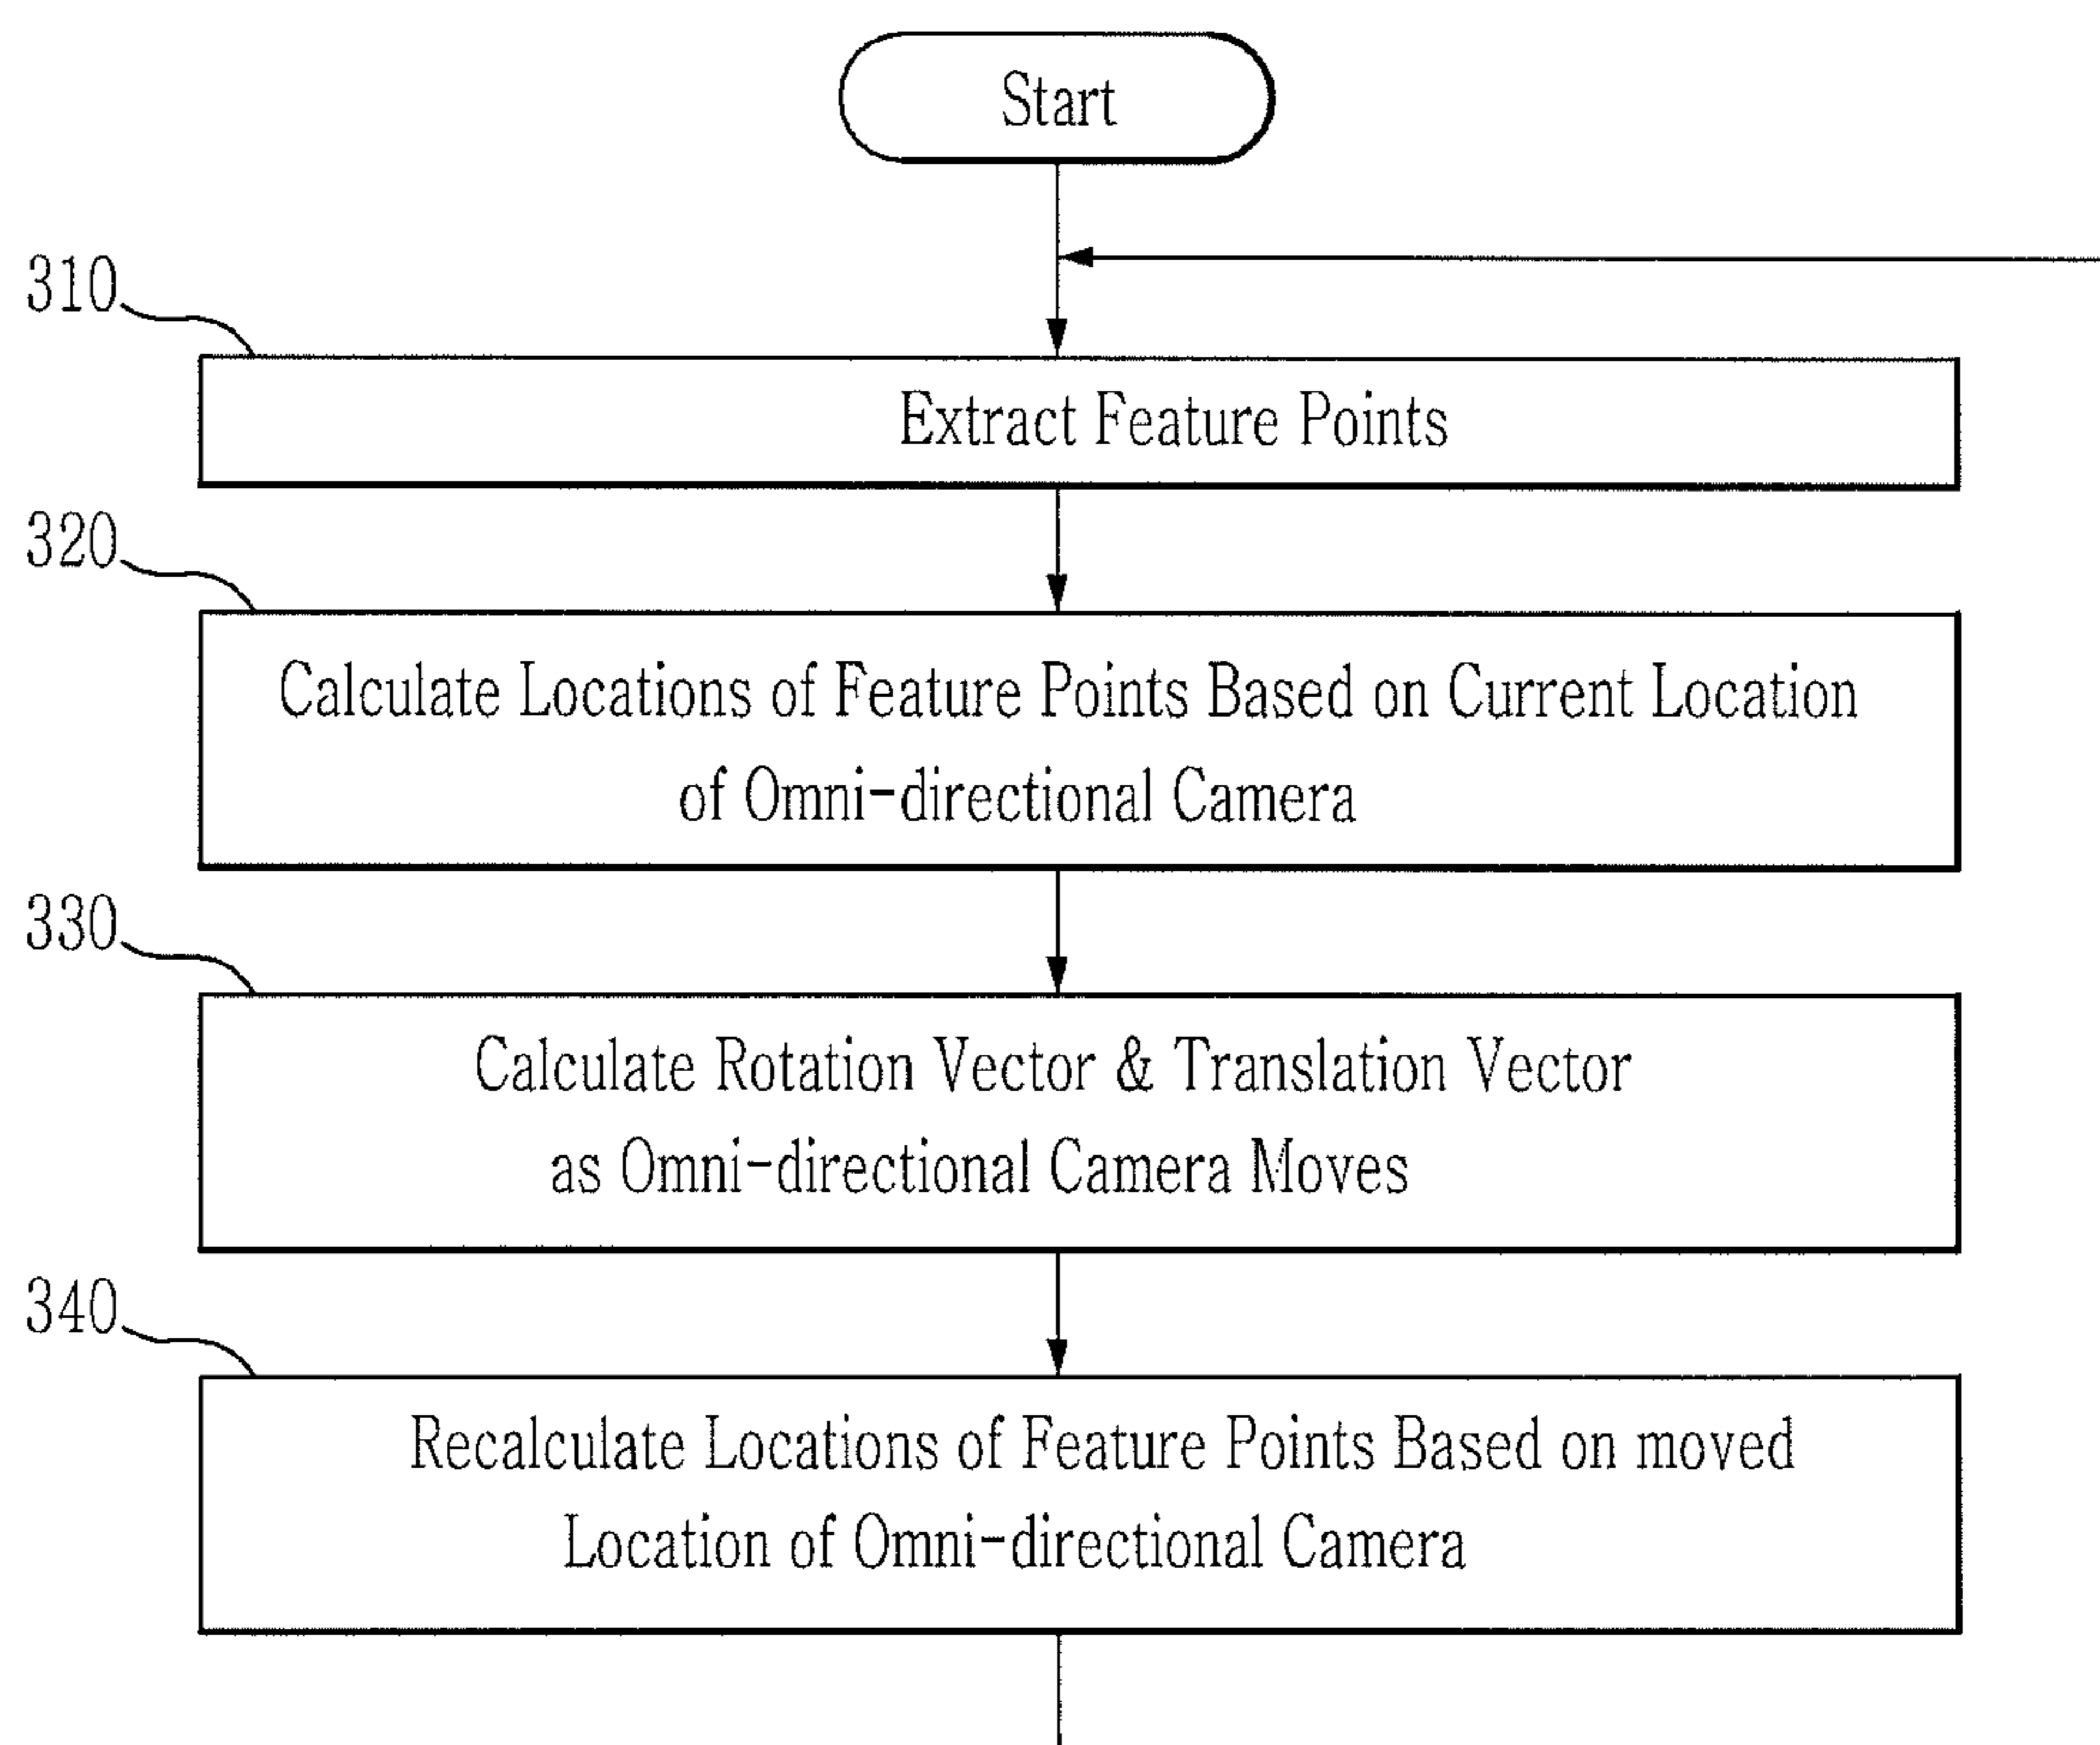 Start
310
Extract Feature Points
320
Calculate Locations of Feature Points Based on Current Location
of Omni-directional Camera
330
Calculate Rotation Vector & Translation Vector
as Omni-directional Camera Moves
340
Recalculate Locations of Feature Points Based on moved
Location of Omni-directional Camera